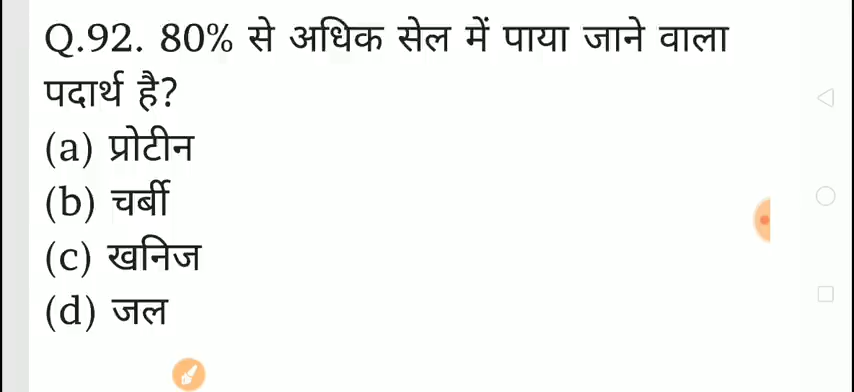 Q.92. 80% से अधिक सेल में पाया जाने वाला
पदार्थ है?
(a) प्रोटीन
(b) चर्बी
(c) खनिज
(d) जल